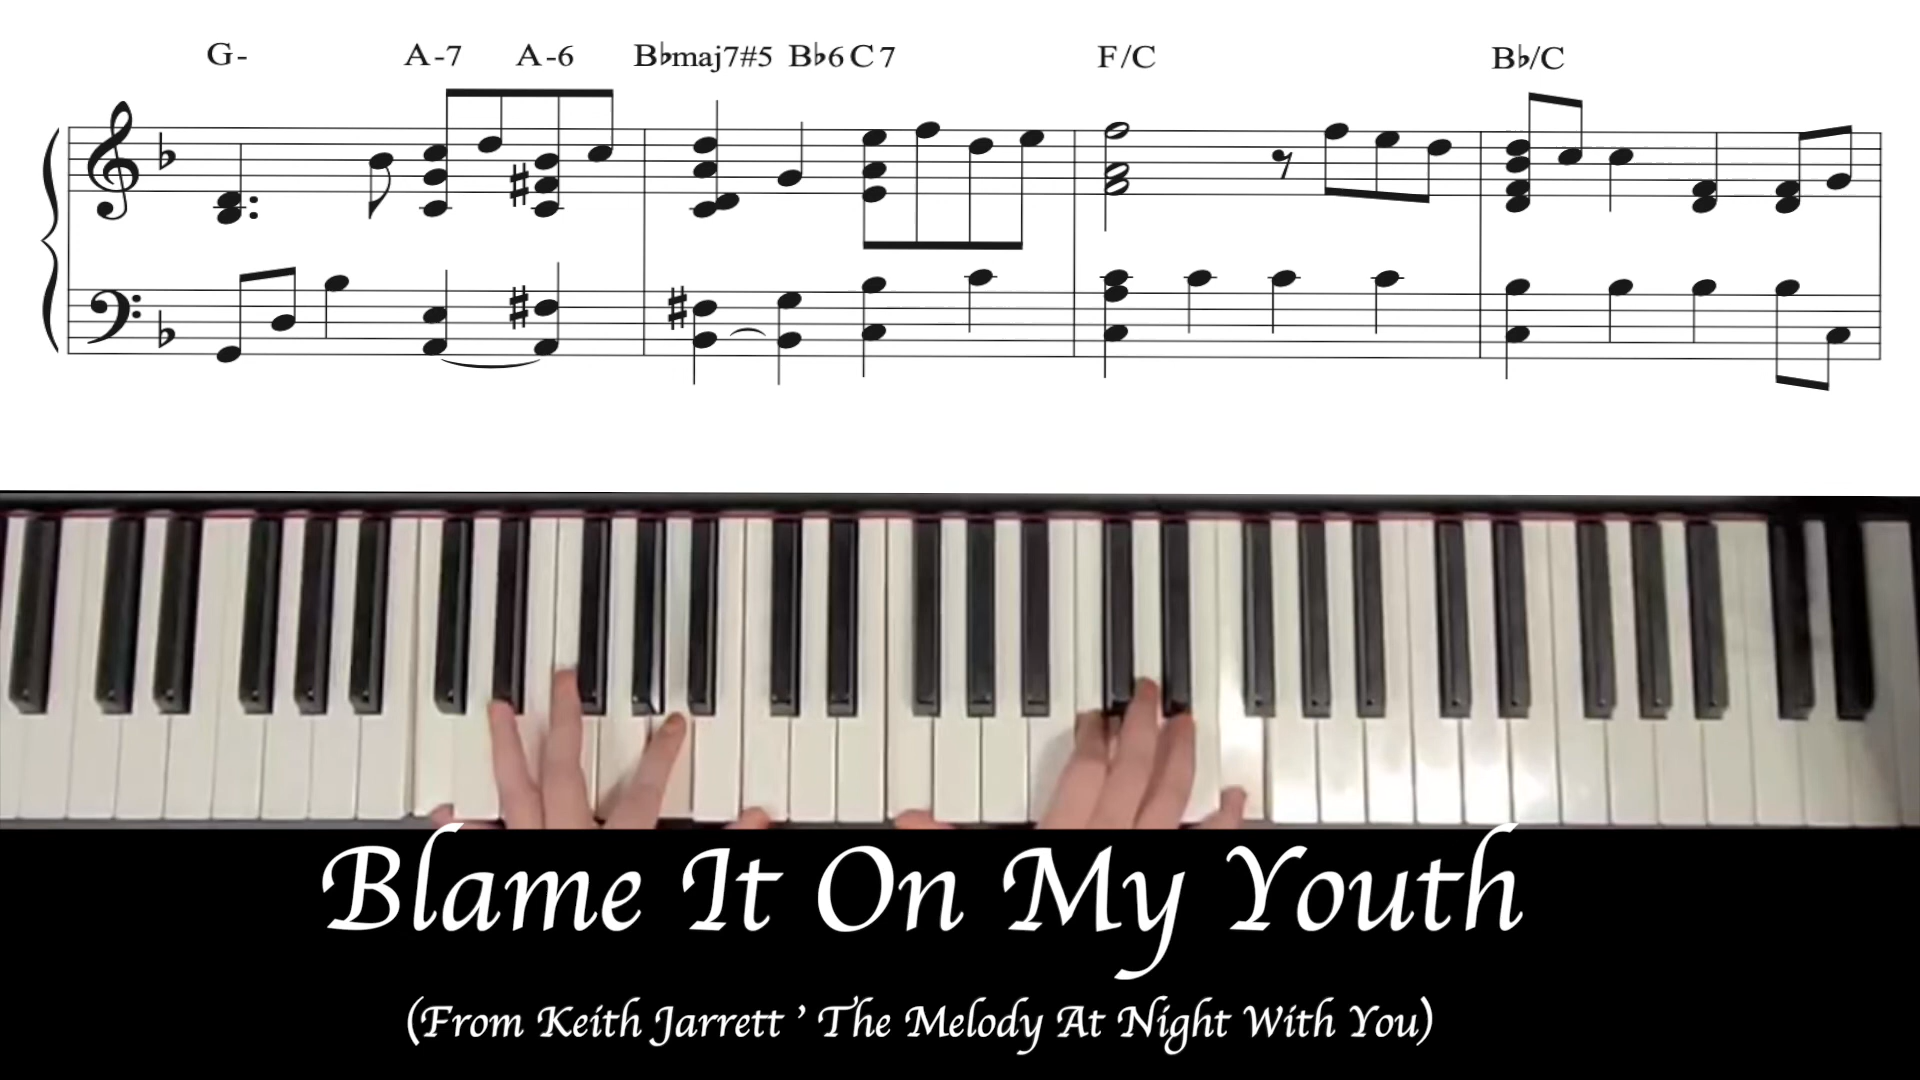 G- A-7 A-6 B♭maj7#5 B♭6 C7 F/C B♭/C
Blame It On My Youth
(From Keith Jarrett ' The Melody At Night With You)